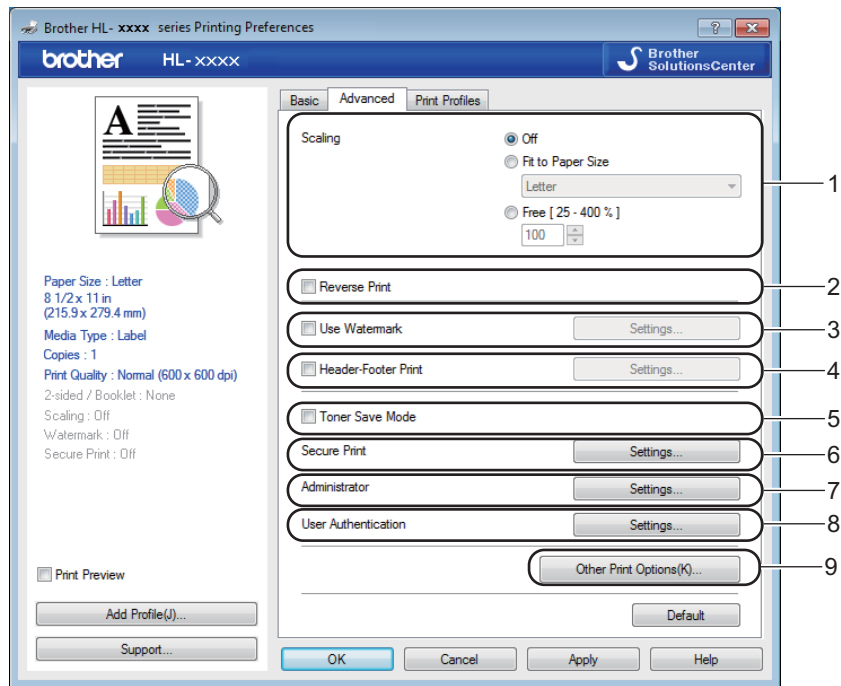 Brother HL- xxxx series Printing Preferences
brother HL-xxxx
Brother
SolutionsCenter
A
Paper Size : Letter
8 1/2 x 11 in
(215.9 x 279.4 mm)
Media Type : Label
Copies : 1
Print Quality : Normal (600 x 600 dpi)
2-sided / Booklet : None
Scaling : Off
Watermark : Off
Secure Print : Off
Print Preview
Add Profile(J)...
Support...
Basic Advanced Print Profiles
Scaling
Off
Fit to Paper Size
Letter
Free [ 25 - 400 % ]
100
1
Reverse Print
2
Use Watermark Settings...
3
Header-Footer Print Settings...
4
Toner Save Mode
5
Secure Print Settings...
6
Administrator Settings...
7
User Authentication Settings...
8
Other Print Options(K)...
9
Default
OK Cancel Apply Help